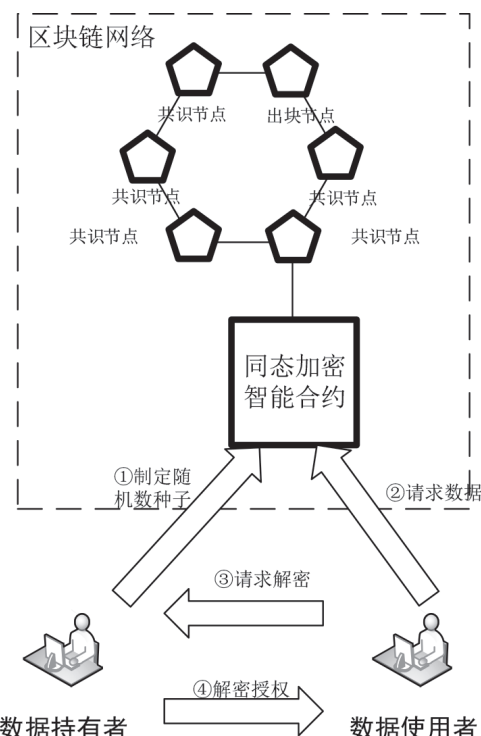 区块链网络
共识节点
出块节点
共识节点
共识节点
共识节点
共识节点
同态加密
智能合约
①制定随
机数种子
②请求数据
③请求解密
④解密授权
数据持有者
数据使用者